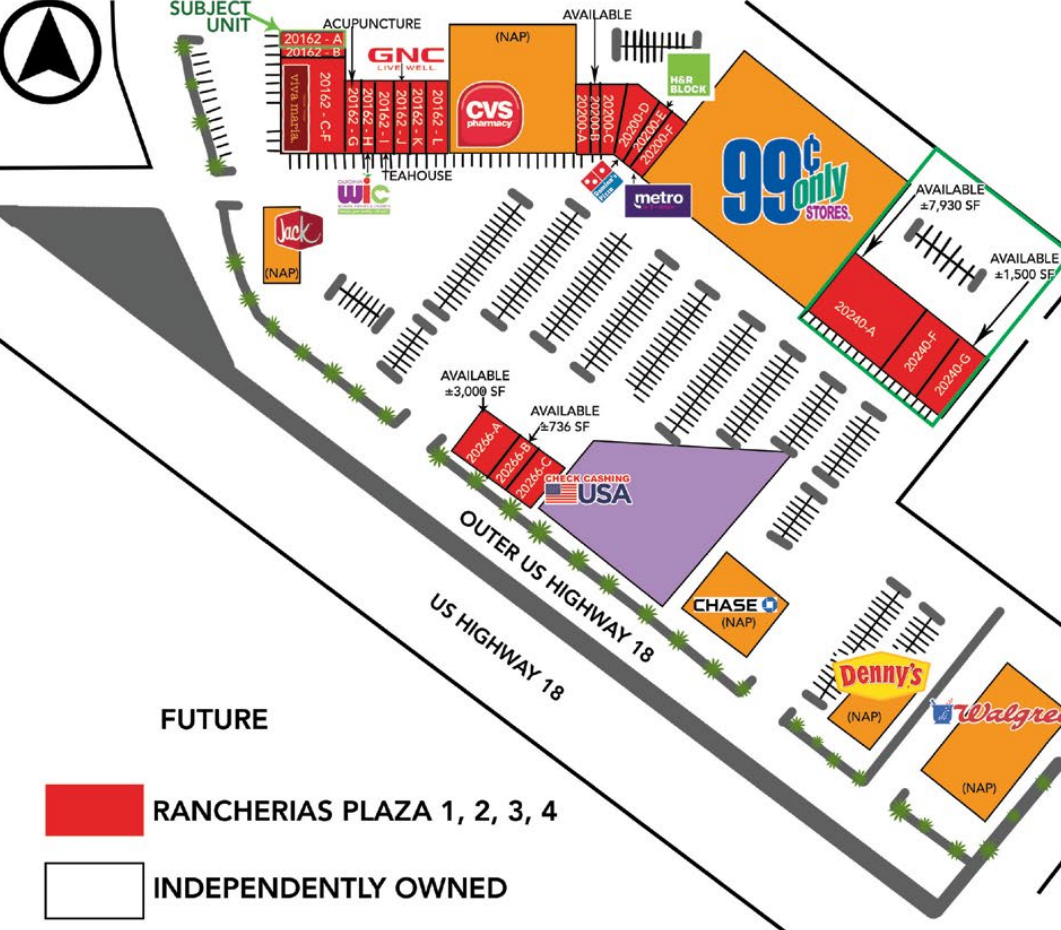 SUBJECT
UNIT
ACUPUNCTURE
AVAILABLE
20162 - A
20162 - B
GNC
LIVE WELL
(NAP)
H&R
BLOCK
viva maria
20162 - C-F
20162 - G
20162 - H
20162 - I
20162 - J
20162 - K
20162 - L
CVS
pharmacy
20200-A
20200-B
20200-C
20200-D
20200-E
20200-F
99¢
only
STORES.
TEAHOUSE
wic
Domino's
Pizza
metro
AVAILABLE
±7,930 SF
Jack
(NAP)
AVAILABLE
±1,500 SF
20240-A
20240-F
20240-G
AVAILABLE
±3,000 SF
AVAILABLE
±736 SF
20266-A
20266-B
20266-C
CHECK CASHING
USA
OUTER US HIGHWAY 18
US HIGHWAY 18
CHASE
(NAP)
Denny's
(NAP)
Walgre
(NAP)
FUTURE
RANCHERIAS PLAZA 1, 2, 3, 4
INDEPENDENTLY OWNED